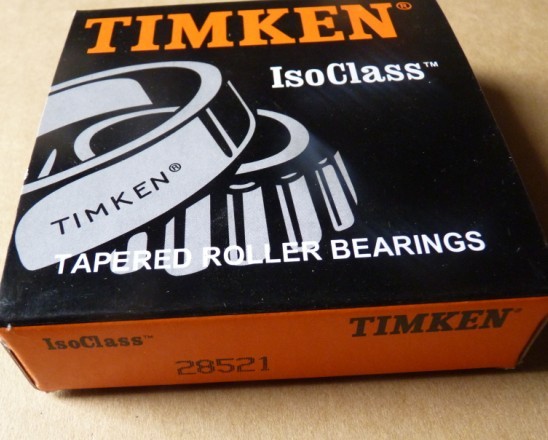 TIMKEN®
IsoClass™
TIMKEN®
TAPERED ROLLER BEARINGS
IsoClass™
TIMKEN®
28521